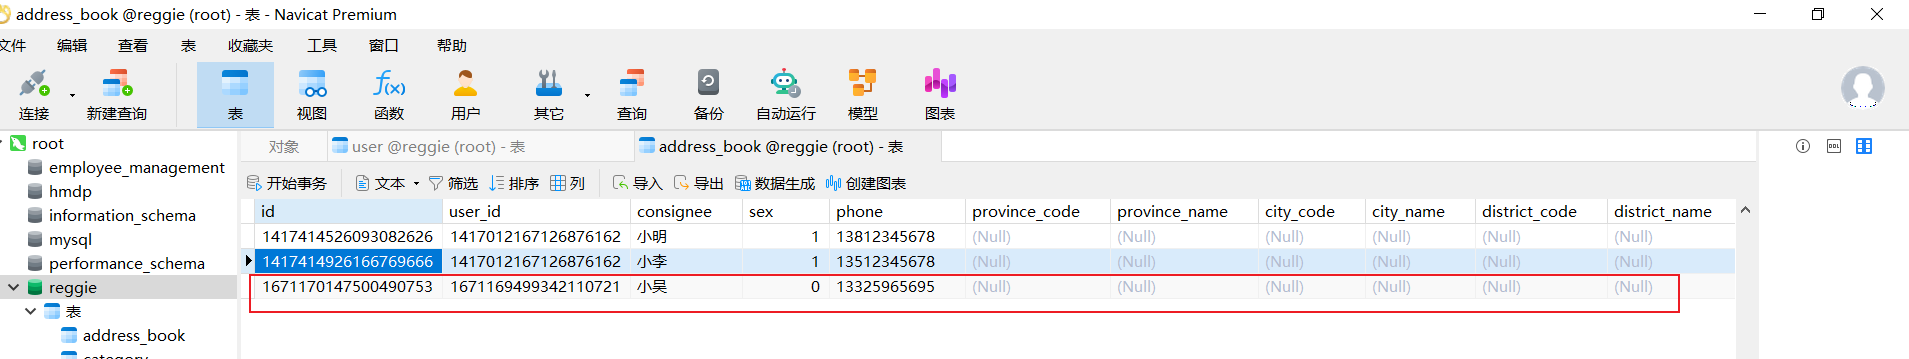 address_book @reggie (root) - 表 - Navicat Premium
文件 编辑 查看 表 收藏夹 工具 窗口 帮助
连接 新建查询 表 视图 函数 用户 其它 查询 备份 自动运行 模型 图表
root
employee_management
hmdp
information_schema
mysql
performance_schema
reggie
表
address_book
category
对象 user @reggie (root) - 表 address_book @reggie (root) - 表
开始事务 文本 筛选 排序 列 导入 导出 数据生成 创建图表
id user_id consignee sex phone province_code province_name city_code city_name district_code district_name
1417414526093082626 1417012167126876162 小明 1 13812345678 (Null) (Null) (Null) (Null) (Null) (Null)
1417414926166769666 1417012167126876162 小李 1 13512345678 (Null) (Null) (Null) (Null) (Null) (Null)
1671170147500490753 1671169499342110721 小昊 0 13325965695 (Null) (Null) (Null) (Null) (Null) (Null)
DDL